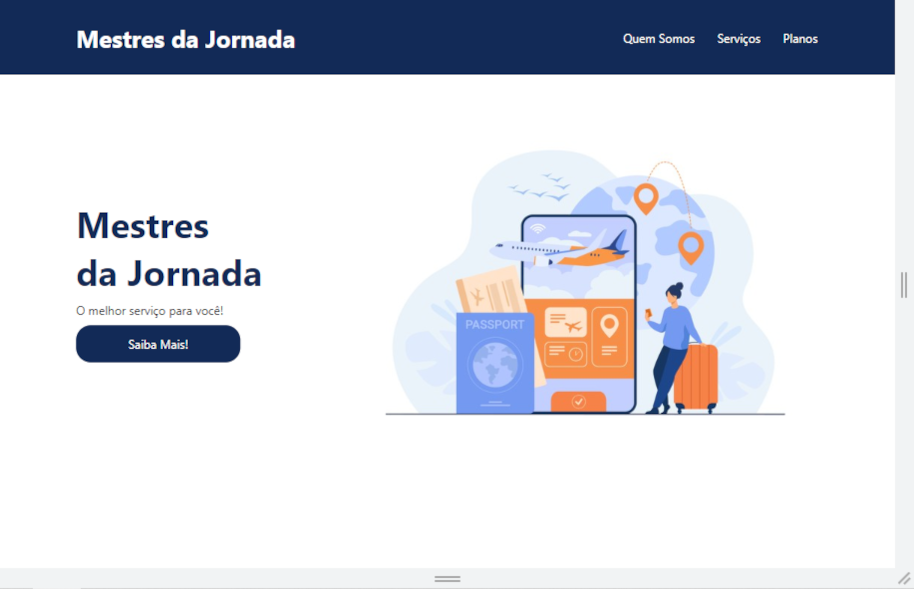 Mestres da Jornada
Quem Somos
Serviços
Planos
Mestres
da Jornada
O melhor serviço para você!
Saiba Mais!
PASSPORT